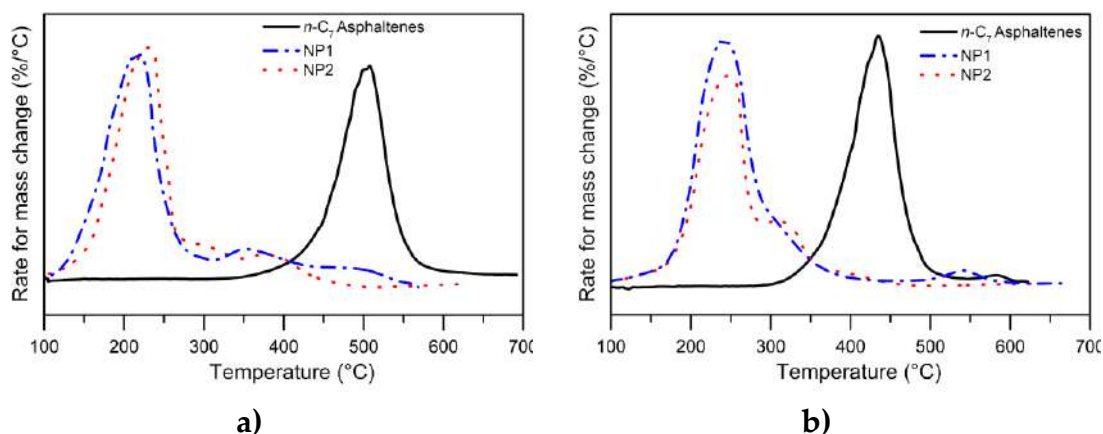 Rate for mass change (%/°C)
n-C₇ Asphaltenes
NP1
NP2
100 200 300 400 500 600 700
Temperature (°C)
a)
Rate for mass change (%/°C)
n-C₇ Asphaltenes
NP1
NP2
100 200 300 400 500 600 700
Temperature (°C)
b)